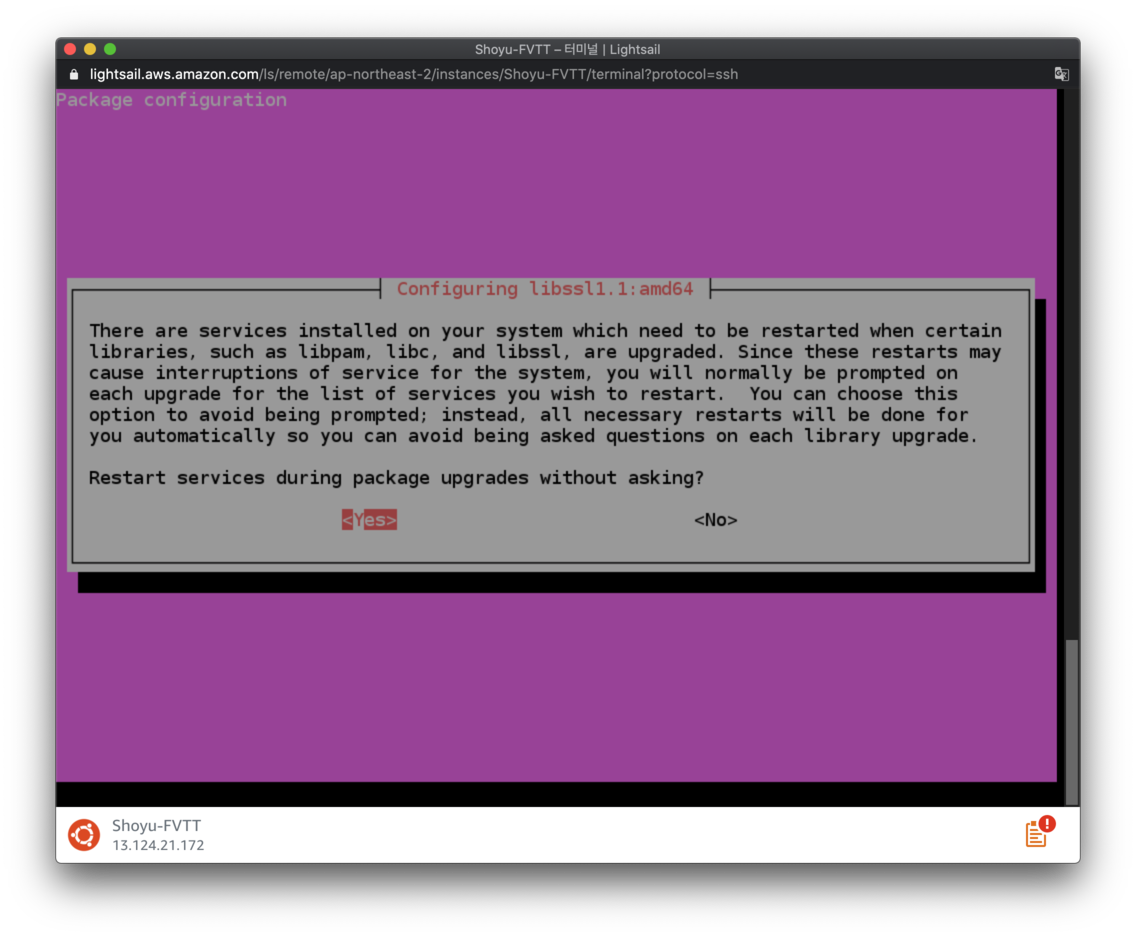 Shoyu-FVTT – 터미널 | Lightsail
lightsail.aws.amazon.com/ls/remote/ap-northeast-2/instances/Shoyu-FVTT/terminal?protocol=ssh
Package configuration
Configuring libssl1.1:amd64
There are services installed on your system which need to be restarted when certain
libraries, such as libpam, libc, and libssl, are upgraded. Since these restarts may
cause interruptions of service for the system, you will normally be prompted on
each upgrade for the list of services you wish to restart.  You can choose this
option to avoid being prompted; instead, all necessary restarts will be done for
you automatically so you can avoid being asked questions on each library upgrade.
Restart services during package upgrades without asking?
<Yes> <No>
Shoyu-FVTT
13.124.21.172